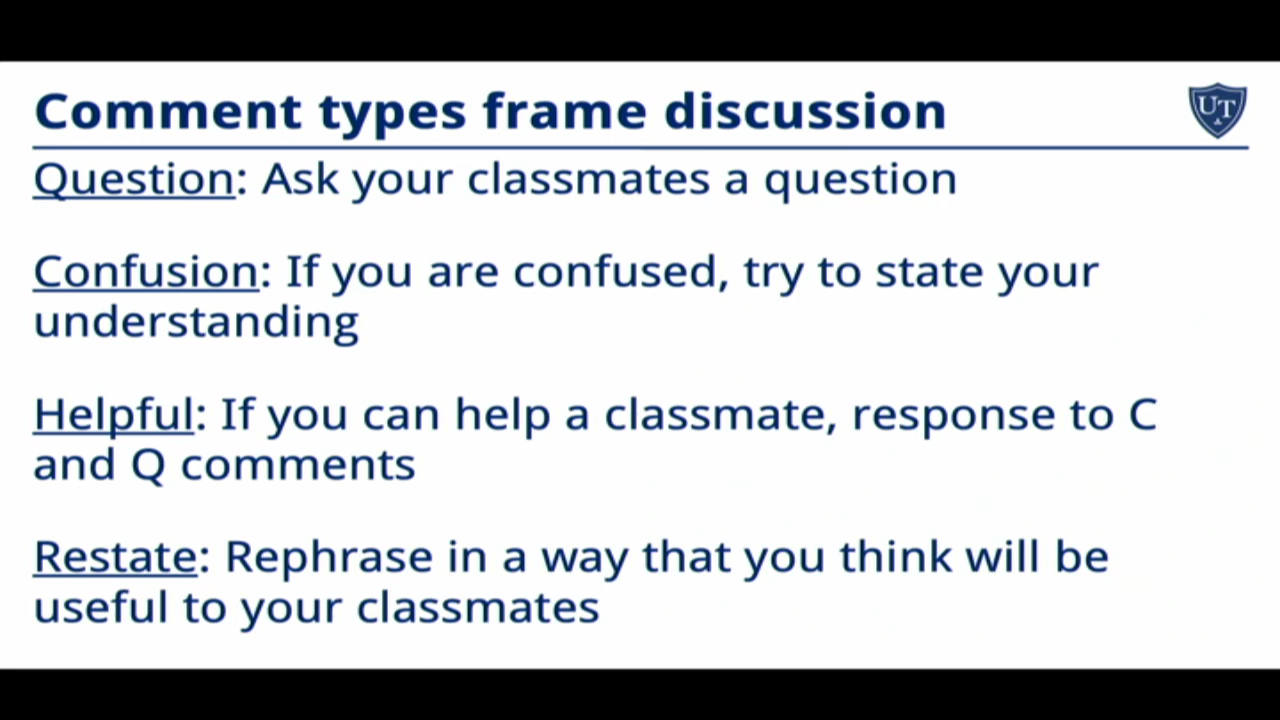 Comment types frame discussion
UT
Question: Ask your classmates a question
Confusion: If you are confused, try to state your
understanding
Helpful: If you can help a classmate, response to C
and Q comments
Restate: Rephrase in a way that you think will be
useful to your classmates